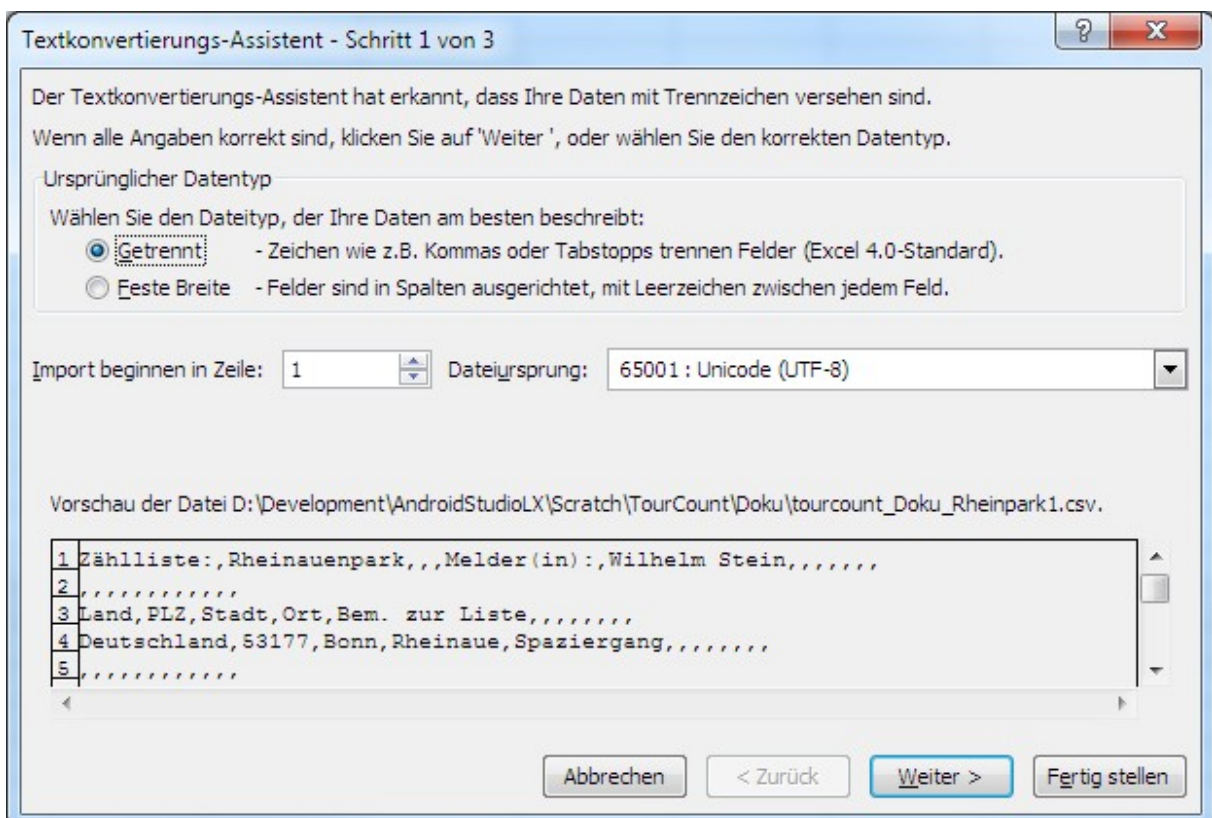 Textkonvertierungs-Assistent - Schritt 1 von 3
Der Textkonvertierungs-Assistent hat erkannt, dass Ihre Daten mit Trennzeichen versehen sind.
Wenn alle Angaben korrekt sind, klicken Sie auf 'Weiter ', oder wählen Sie den korrekten Datentyp.
Ursprünglicher Datentyp
Wählen Sie den Dateityp, der Ihre Daten am besten beschreibt:
Getrennt - Zeichen wie z.B. Kommas oder Tabstopps trennen Felder (Excel 4.0-Standard).
Feste Breite - Felder sind in Spalten ausgerichtet, mit Leerzeichen zwischen jedem Feld.
Import beginnen in Zeile: 1 Dateiursprung: 65001 : Unicode (UTF-8)
Vorschau der Datei D:\Development\AndroidStudioLX\Scratch\TourCount\Doku\tourcount_Doku_Rheinpark1.csv.
1 Zählliste:,Rheinauenpark,,,Melder(in):,Wilhelm Stein,,,,,,,
2 ,,,,,,,,,,,,
3 Land,PLZ,Stadt,Ort,Bem. zur Liste,,,,,,,,
4 Deutschland,53177,Bonn,Rheinaue,Spaziergang,,,,,,,,
5 ,,,,,,,,,,,,
Abbrechen < Zurück Weiter > Fertig stellen